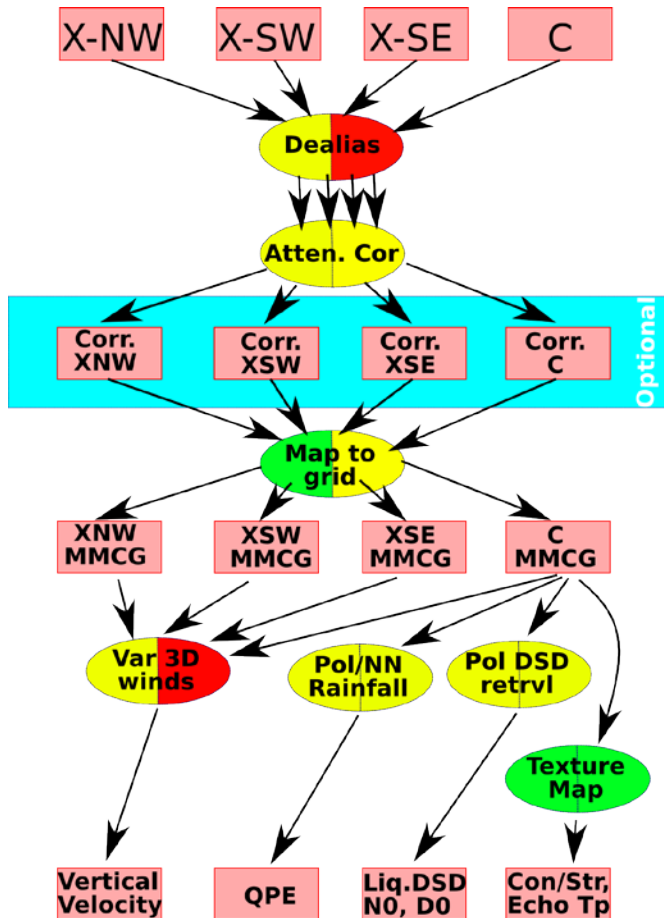 X-NW
X-SW
X-SE
C
Dealias
Atten. Cor
Optional
Corr.
XNW
Corr.
XSW
Corr.
XSE
Corr.
C
Map to
grid
XNW
MMCG
XSW
MMCG
XSE
MMCG
C
MMCG
Var 3D
winds
Pol/NN
Rainfall
Pol DSD
retrvl
Texture
Map
Vertical
Velocity
QPE
Liq.DSD
N0, D0
Con/Str,
Echo Tp